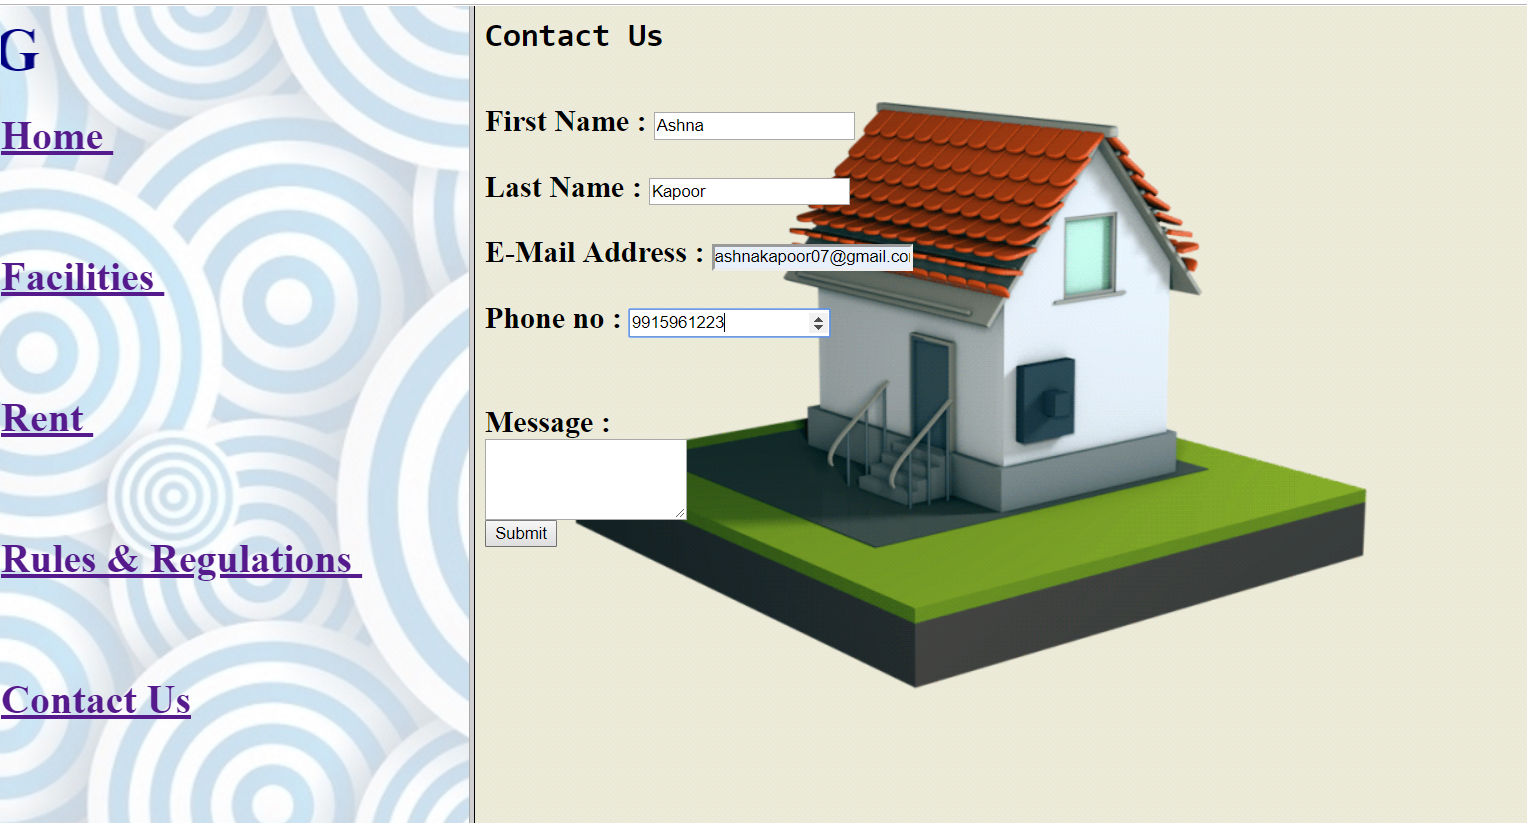 G
Home
Facilities
Rent
Rules & Regulations
Contact Us
Contact Us
First Name : Ashna
Last Name : Kapoor
E-Mail Address : ashnakapoor07@gmail.co
Phone no : 9915961223
Message :
Submit